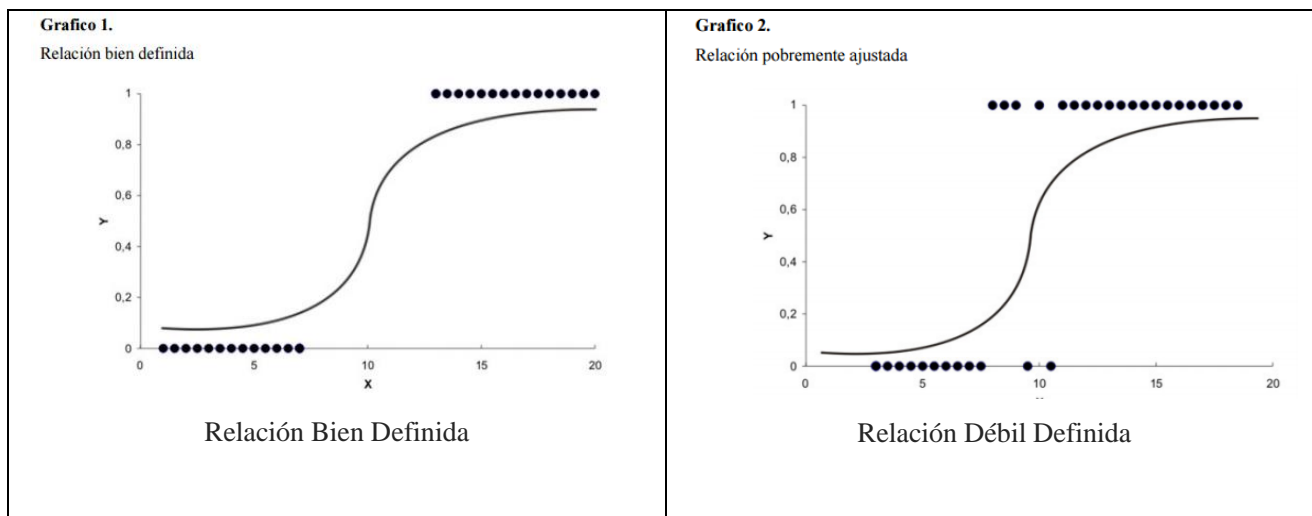 Grafico 1.
Relación bien definida
1
0,8
0,6
Y
0,4
0,2
0
0
5
10
15
20
X
Relación Bien Definida
Grafico 2.
Relación pobremente ajustada
1
0,8
0,6
Y
0,4
0,2
0
0
5
10
15
20
Relación Débil Definida